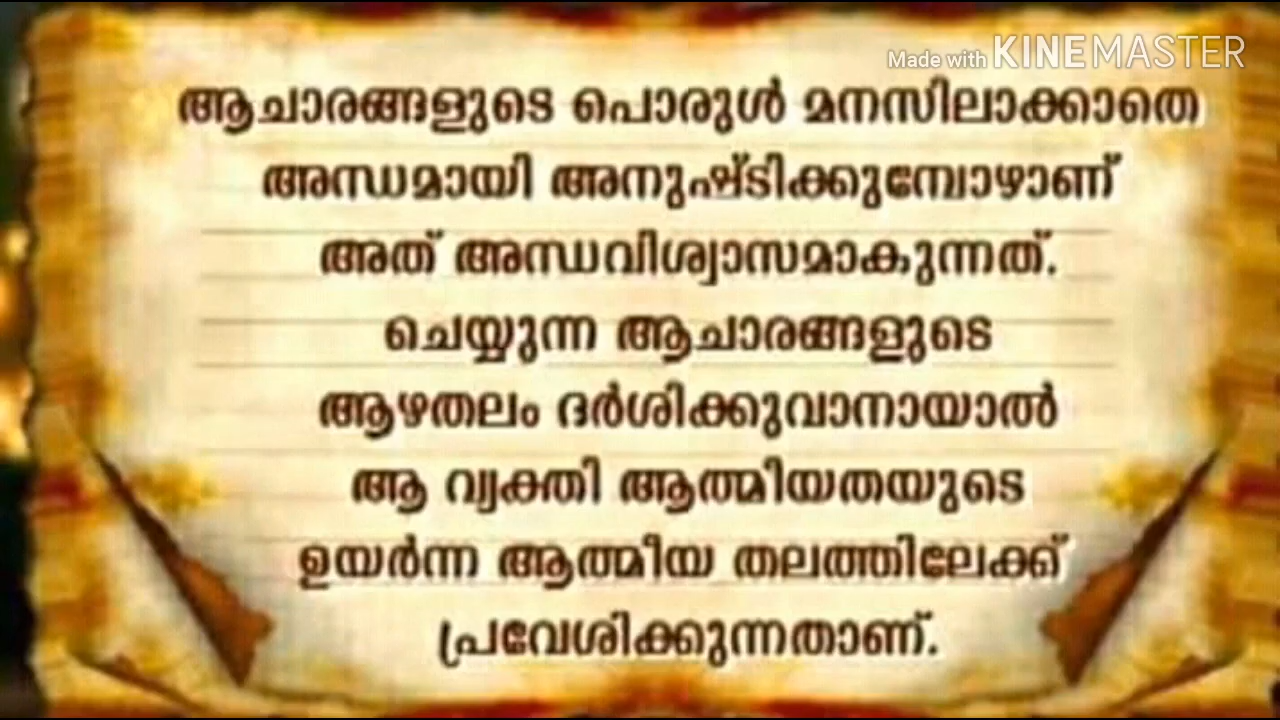 Made with KINEMASTER
ആചാരങ്ങളുടെ പൊരുൾ മനസിലാക്കാതെ
അന്ധമായി അനുഷ്ടിക്കുമ്പോഴാണ്
അത് അന്ധവിശ്വാസമാകുന്നത്.
ചെയ്യുന്ന ആചാരങ്ങളുടെ
ആഴതലം ദർശിക്കുവാനായാൽ
ആ വ്യക്തി ആത്മിയതയുടെ
ഉയർന്ന ആത്മീയ തലത്തിലേക്ക്
പ്രവേശിക്കുന്നതാണ്.